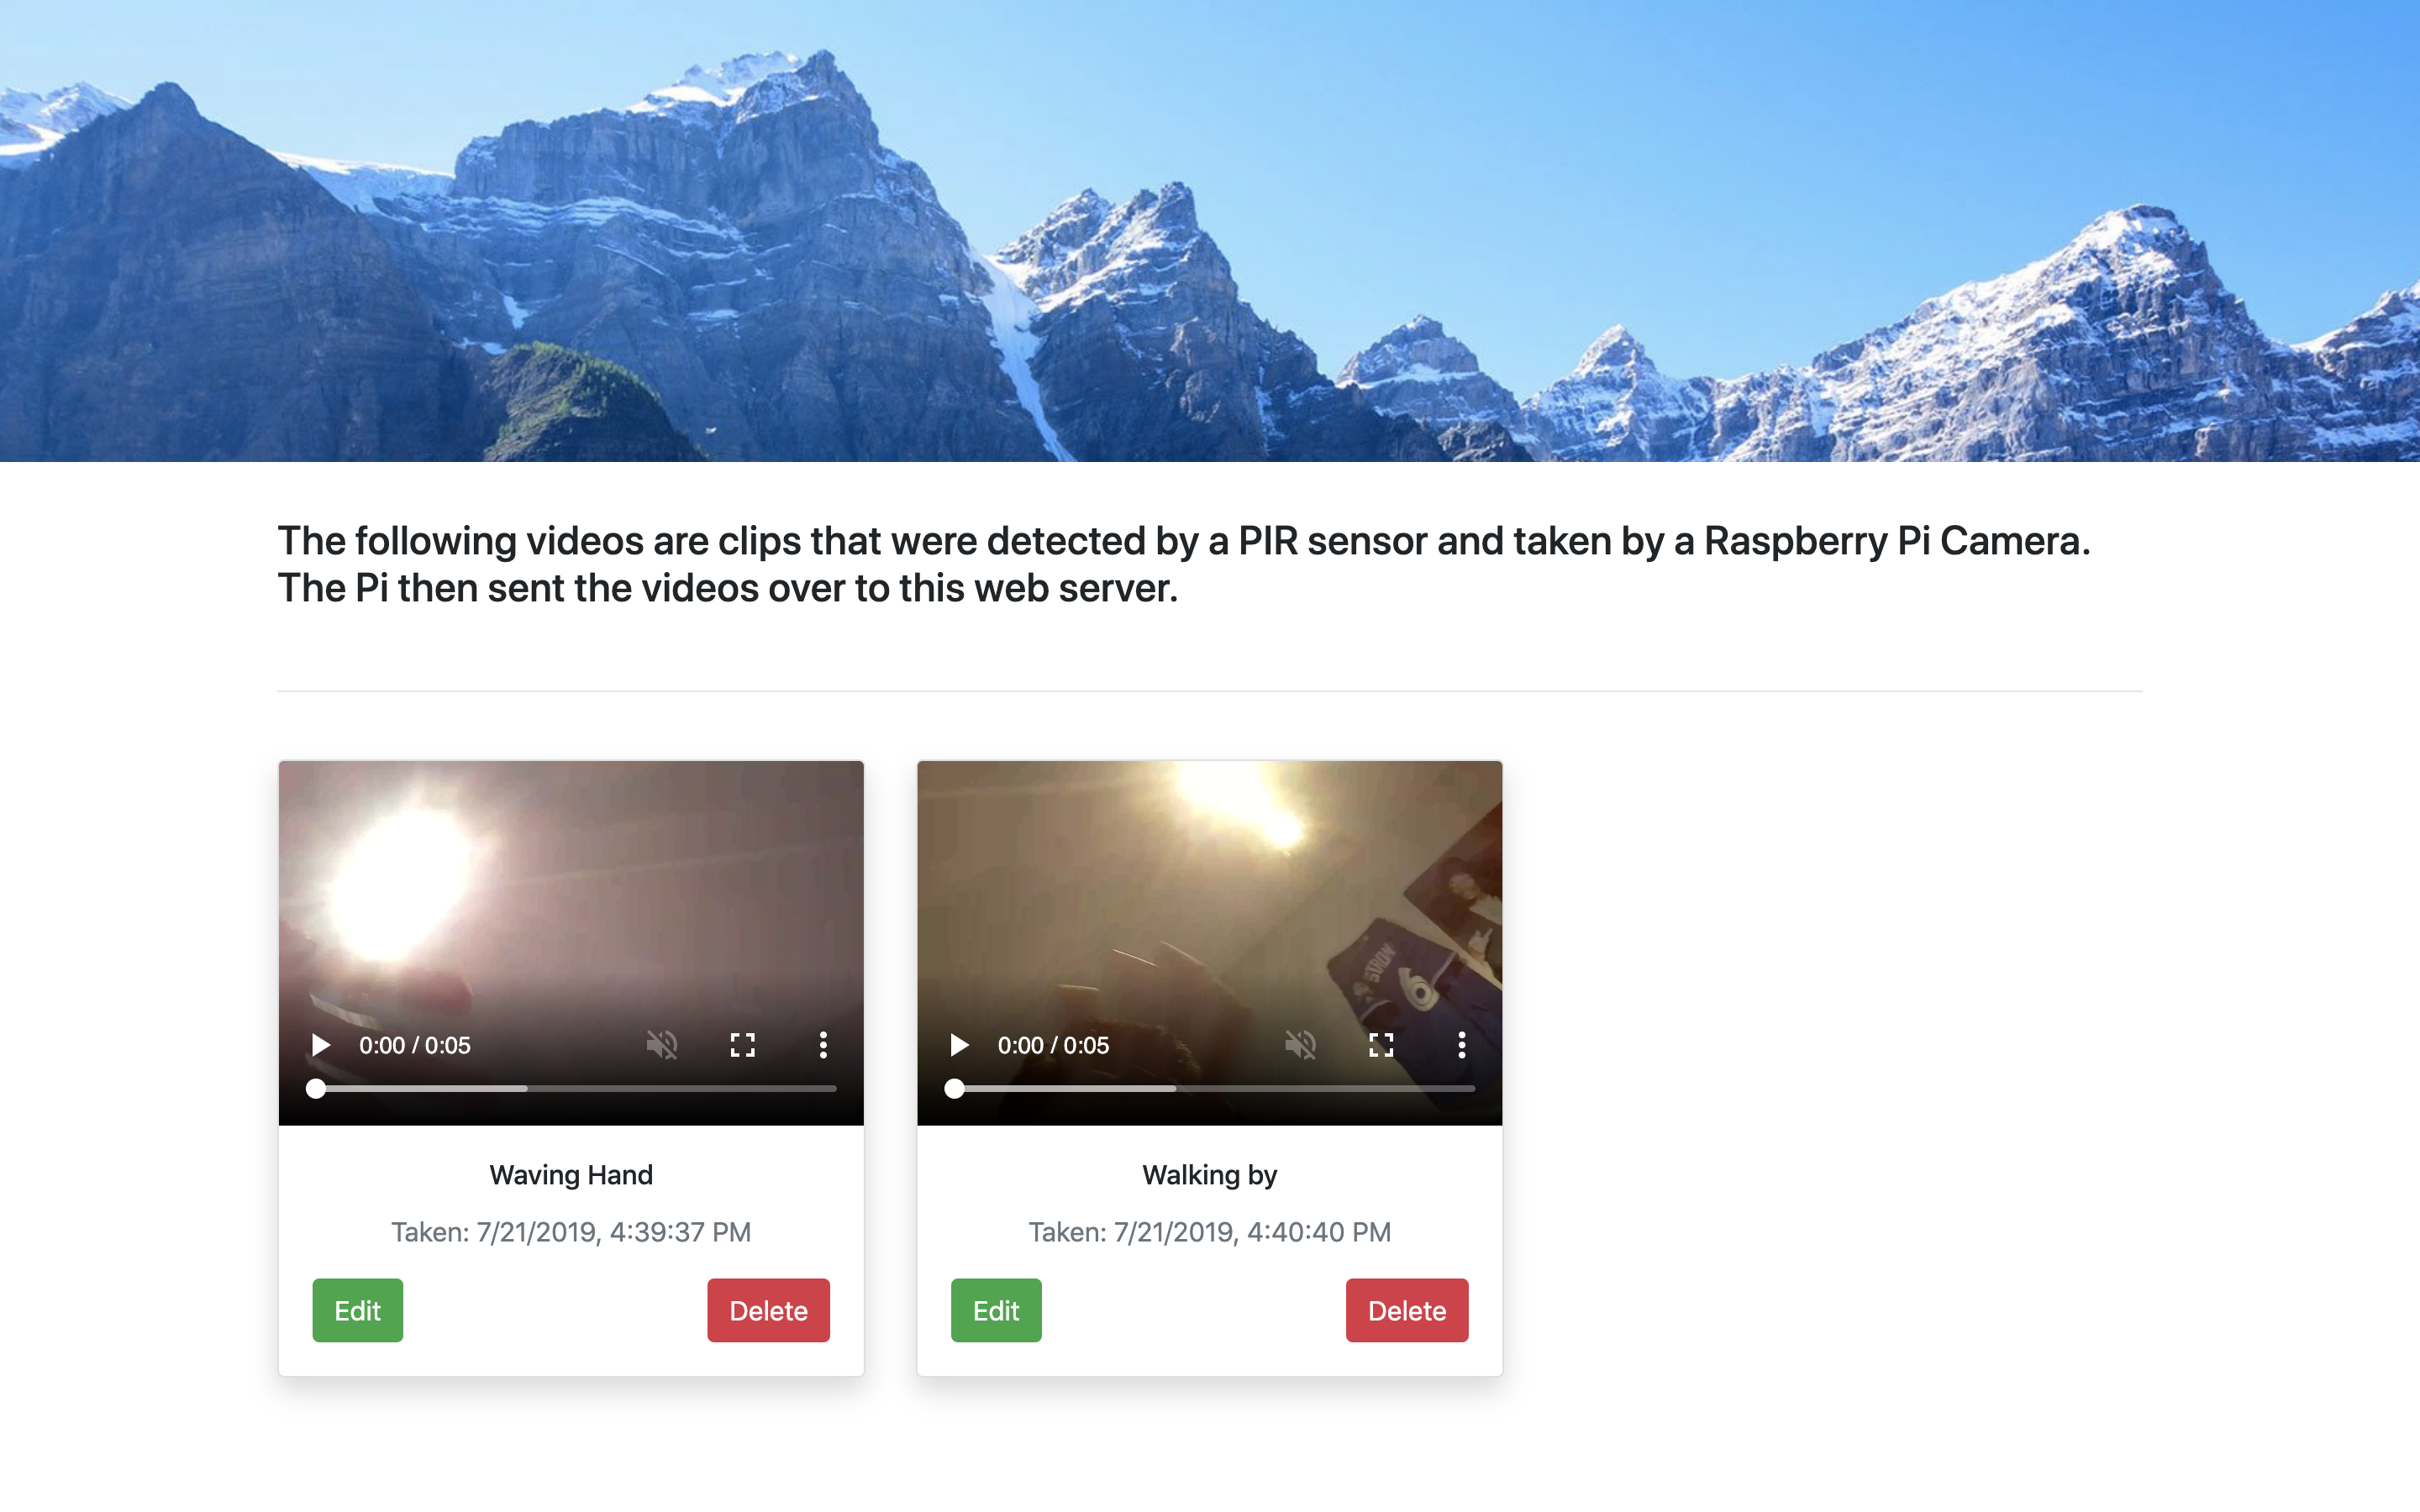 The following videos are clips that were detected by a PIR sensor and taken by a Raspberry Pi Camera.
The Pi then sent the videos over to this web server.
6
0:00 / 0:05
0:00 / 0:05
Waving Hand
Walking by
Taken: 7/21/2019, 4:39:37 PM
Taken: 7/21/2019, 4:40:40 PM
Edit
Delete
Edit
Delete